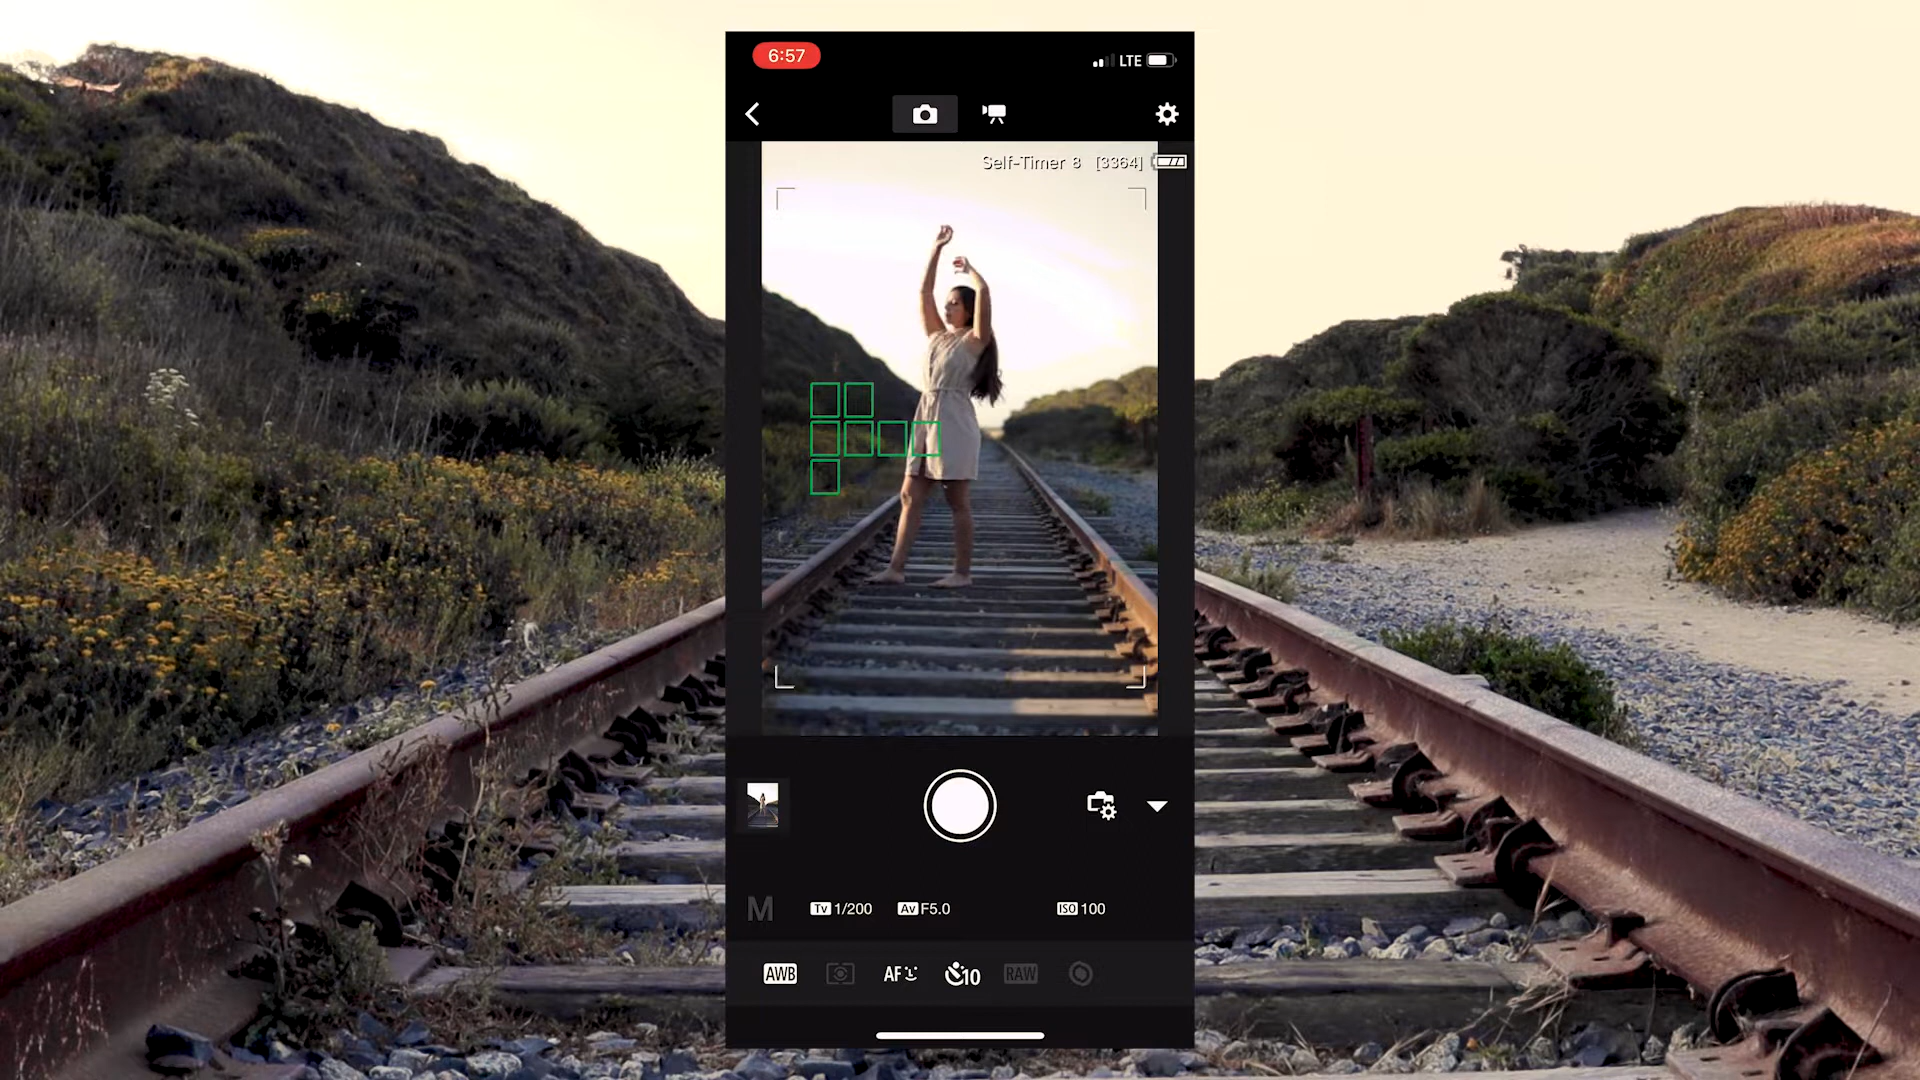 6:57 LTE
Self-Timer 8 [3364]
M Tv 1/200 Av F5.0 ISO 100
AWB AF 10 RAW